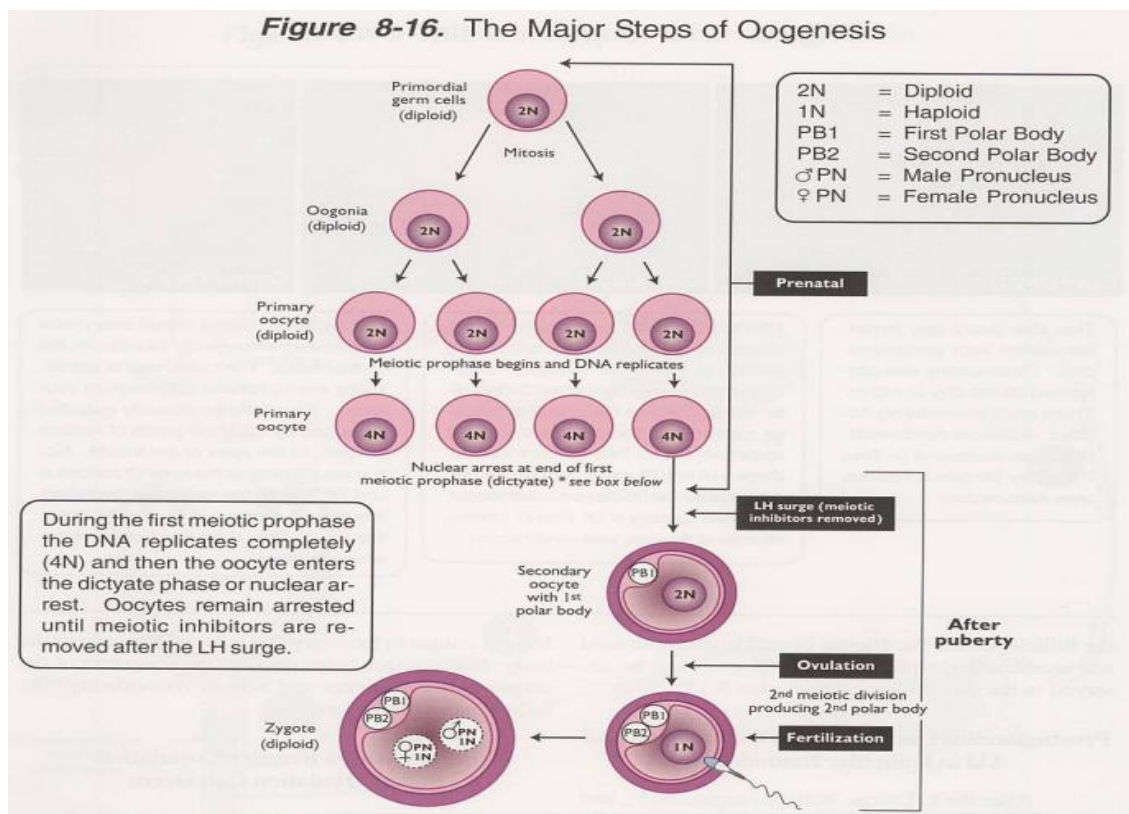 Figure 8-16. The Major Steps of Oogenesis
Primordial
germ cells
(diploid)
2N
Mitosis
2N = Diploid
1N = Haploid
PB1 = First Polar Body
PB2 = Second Polar Body
♂ PN = Male Pronucleus
♀ PN = Female Pronucleus
Oogonia
(diploid)
2N 2N
Prenatal
Primary
oocyte
(diploid)
2N 2N 2N 2N
Meiotic prophase begins and DNA replicates
Primary
oocyte
4N 4N 4N 4N
Nuclear arrest at end of first
meiotic prophase (dictyate) * see box below
LH surge (meiotic
inhibitors removed)
During the first meiotic prophase
the DNA replicates completely
(4N) and then the oocyte enters
the dictyate phase or nuclear ar-
rest. Oocytes remain arrested
until meiotic inhibitors are re-
moved after the LH surge.
Secondary
oocyte
with 1st
polar body
PB1
2N
After
puberty
Ovulation
2nd meiotic division
producing 2nd polar body
Fertilization
PB1
PB2
1N
Zygote
(diploid)
PB1
PB2
♂ PN
1N
♀ PN
1N